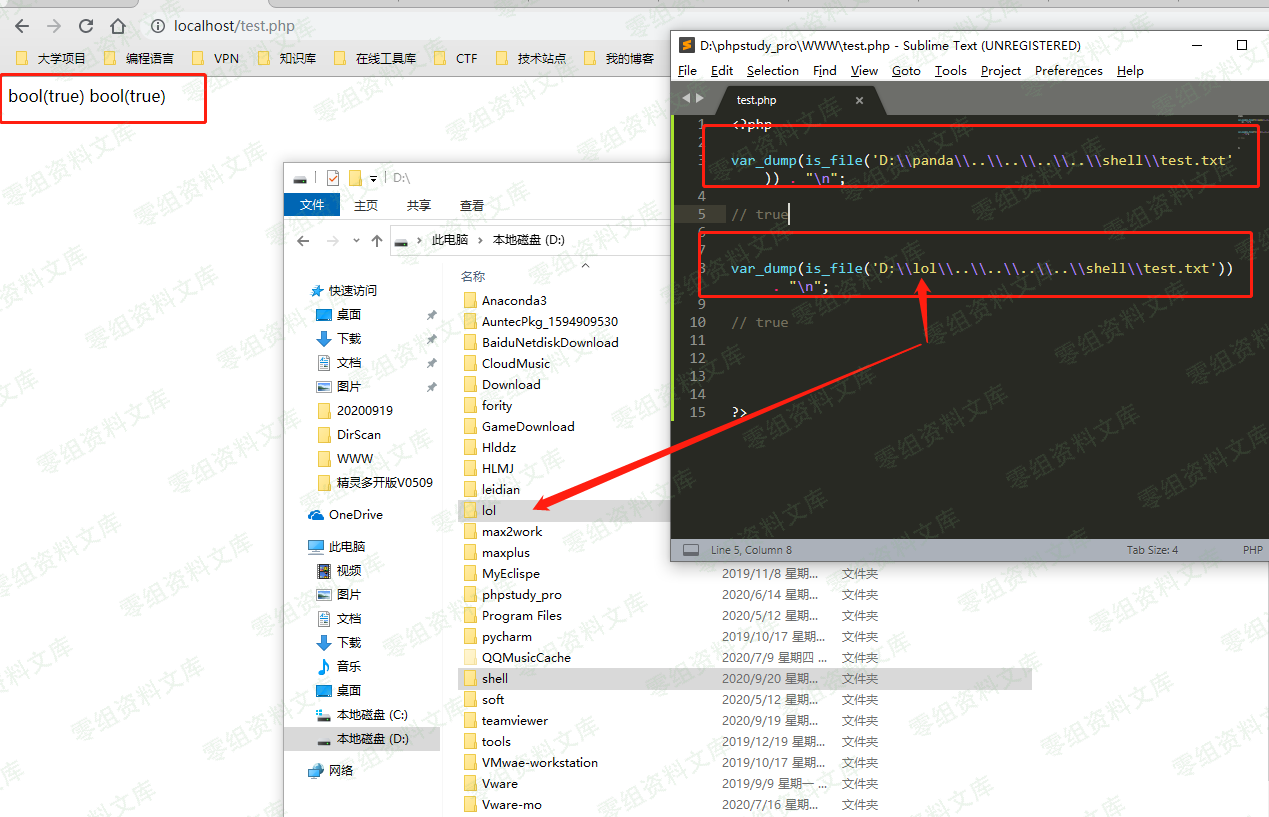 localhost/test.php
大学项目
编程语言
VPN
知识库
在线工具库
CTF
技术站点
我的博客
bool(true) bool(true)
D:\phpstudy_pro\WWW\test.php - Sublime Text (UNREGISTERED)
File Edit Selection Find View Goto Tools Project Preferences Help
test.php
1 <?php
2
3 var_dump(is_file('D:\\panda\\..\\..\\..\\..\\shell\\test.txt'
)) . "\n";
4
5 // true
6
7
8 var_dump(is_file('D:\\lol\\..\\..\\..\\..\\shell\\test.txt'))
. "\n";
9
10 // true
11
12
13
14
15 ?>
Line 5, Column 8
Tab Size: 4
PHP
D:\
文件
主页
共享
查看
此电脑
本地磁盘 (D:)
快速访问
桌面
下载
文档
图片
20200919
DirScan
WWW
精灵多开版V0509
OneDrive
此电脑
视频
图片
文档
下载
音乐
桌面
本地磁盘 (C:)
本地磁盘 (D:)
网络
名称
Anaconda3
AuntecPkg_1594909530
BaiduNetdiskDownload
CloudMusic
Download
fority
GameDownload
Hlddz
HLMJ
leidian
lol
max2work
maxplus
MyEclispe 2019/11/8 星期... 文件夹
phpstudy_pro 2020/6/14 星期... 文件夹
Program Files 2020/5/12 星期... 文件夹
pycharm 2019/10/17 星期... 文件夹
QQMusicCache 2020/7/9 星期四 ... 文件夹
shell 2020/9/20 星期... 文件夹
soft 2020/5/12 星期... 文件夹
teamviewer 2020/9/19 星期... 文件夹
tools 2019/12/19 星期... 文件夹
VMwae-workstation 2019/10/17 星期... 文件夹
Vware 2019/9/9 星期一 ... 文件夹
Vware-mo 2020/7/16 星期... 文件夹
零组资料文库